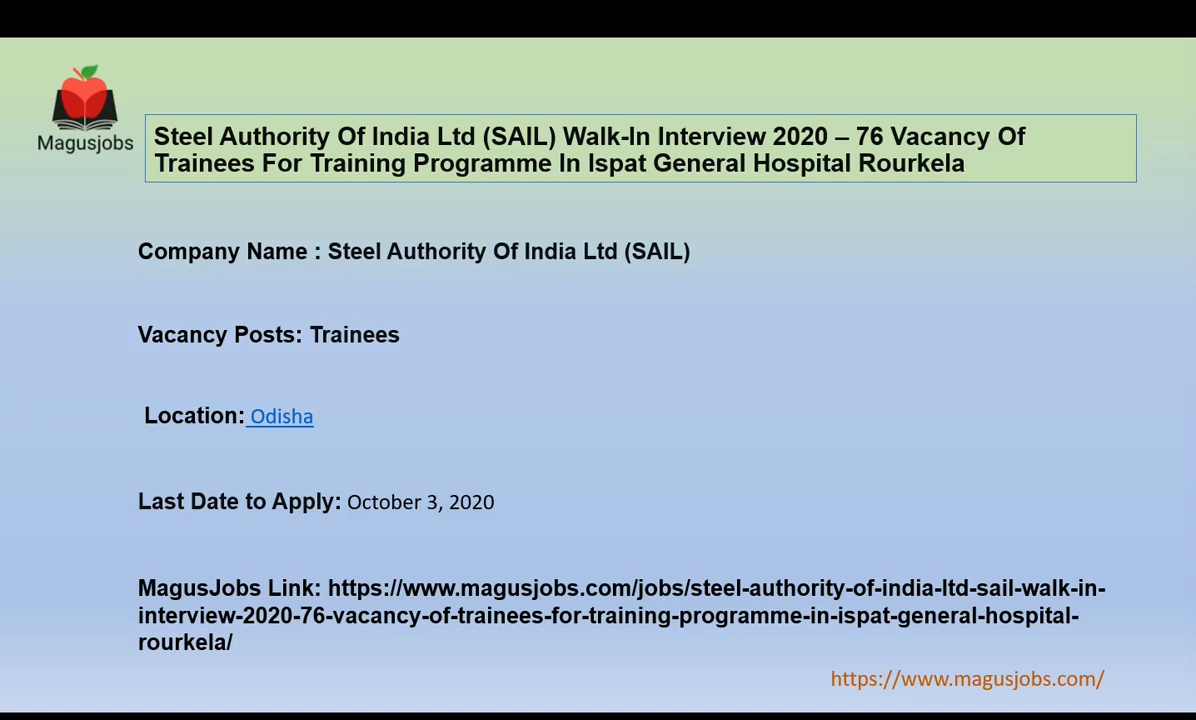 Magusjobs
Steel Authority Of India Ltd (SAIL) Walk-In Interview 2020 – 76 Vacancy Of
Trainees For Training Programme In Ispat General Hospital Rourkela
Company Name : Steel Authority Of India Ltd (SAIL)
Vacancy Posts: Trainees
Location: Odisha
Last Date to Apply: October 3, 2020
MagusJobs Link: https://www.magusjobs.com/jobs/steel-authority-of-india-ltd-sail-walk-in-
interview-2020-76-vacancy-of-trainees-for-training-programme-in-ispat-general-hospital-
rourkela/
https://www.magusjobs.com/